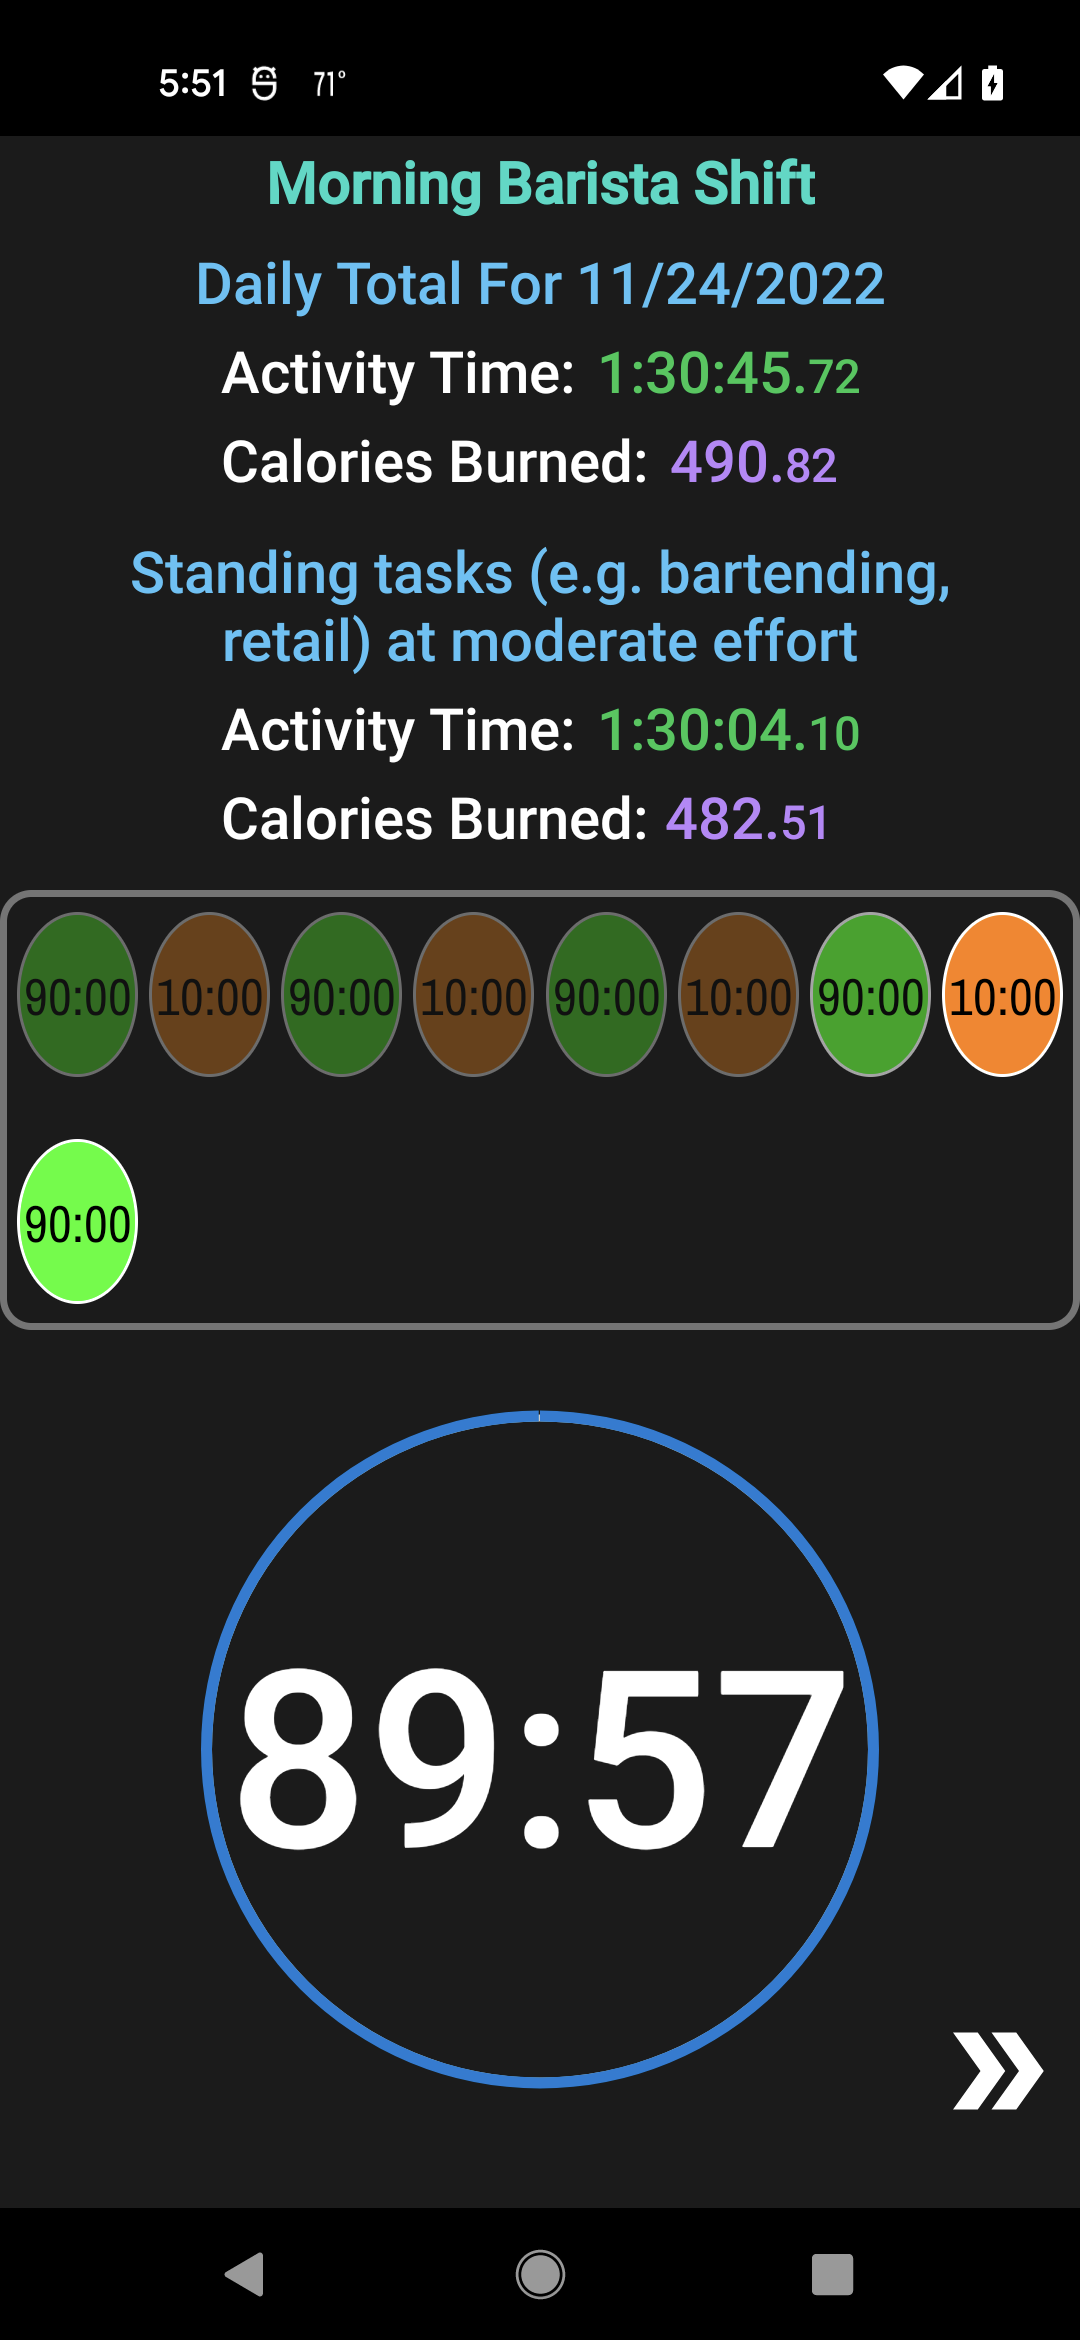 5:51 71°
Morning Barista Shift
Daily Total For 11/24/2022
Activity Time: 1:30:45.72
Calories Burned: 490.82
Standing tasks (e.g. bartending,
retail) at moderate effort
Activity Time: 1:30:04.10
Calories Burned: 482.51
90:00 10:00 90:00 10:00 90:00 10:00 90:00 10:00
90:00
89:57